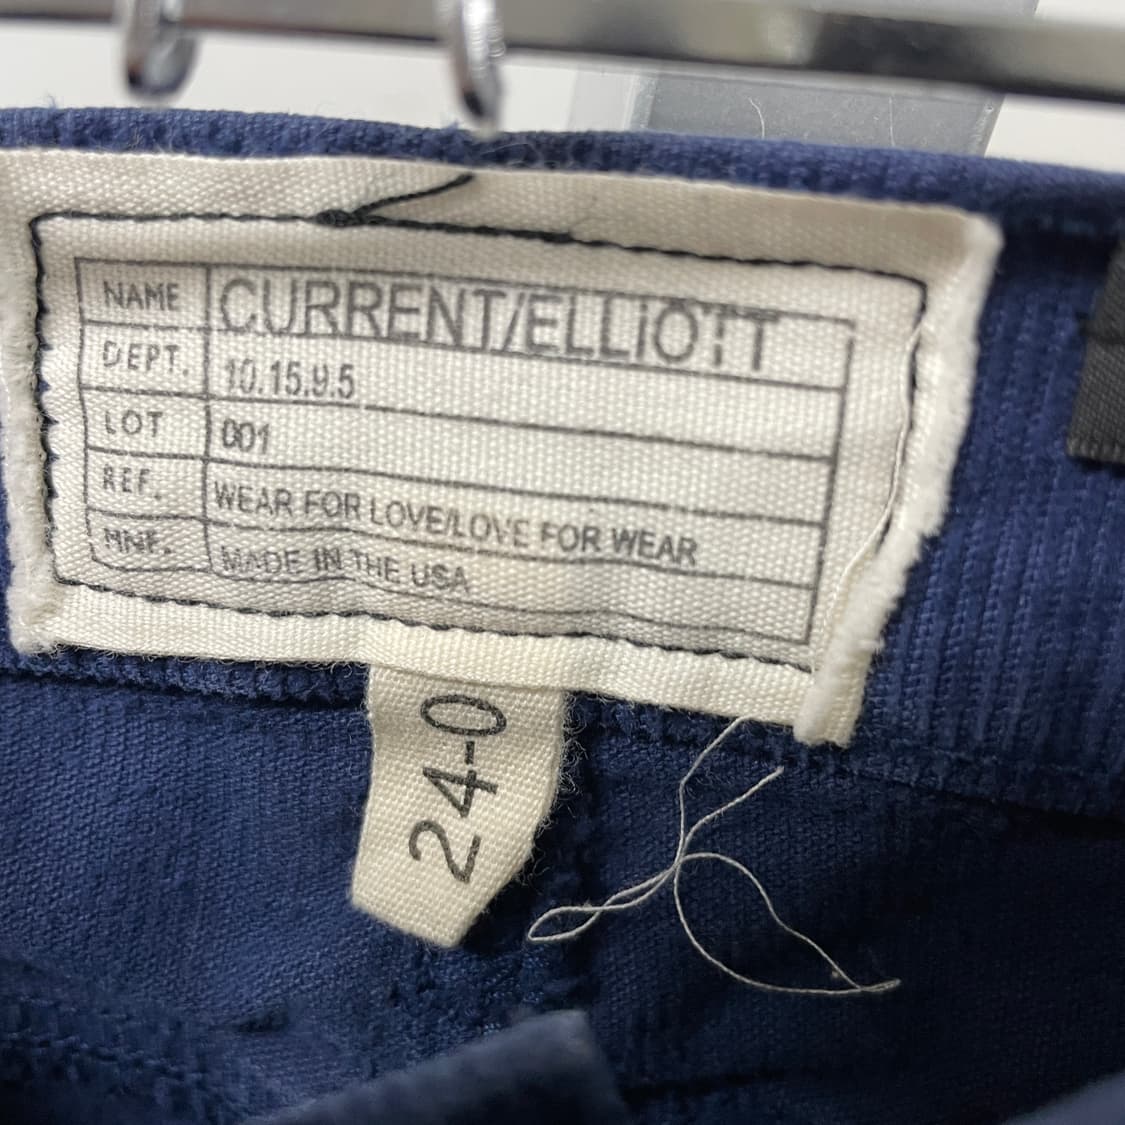 NAME CURRENT/ELLIOTT
DEPT. 10.15.9.5
LOT 001
REF. WEAR FOR LOVE/LOVE FOR WEAR
MNF. MADE IN THE USA
24-0